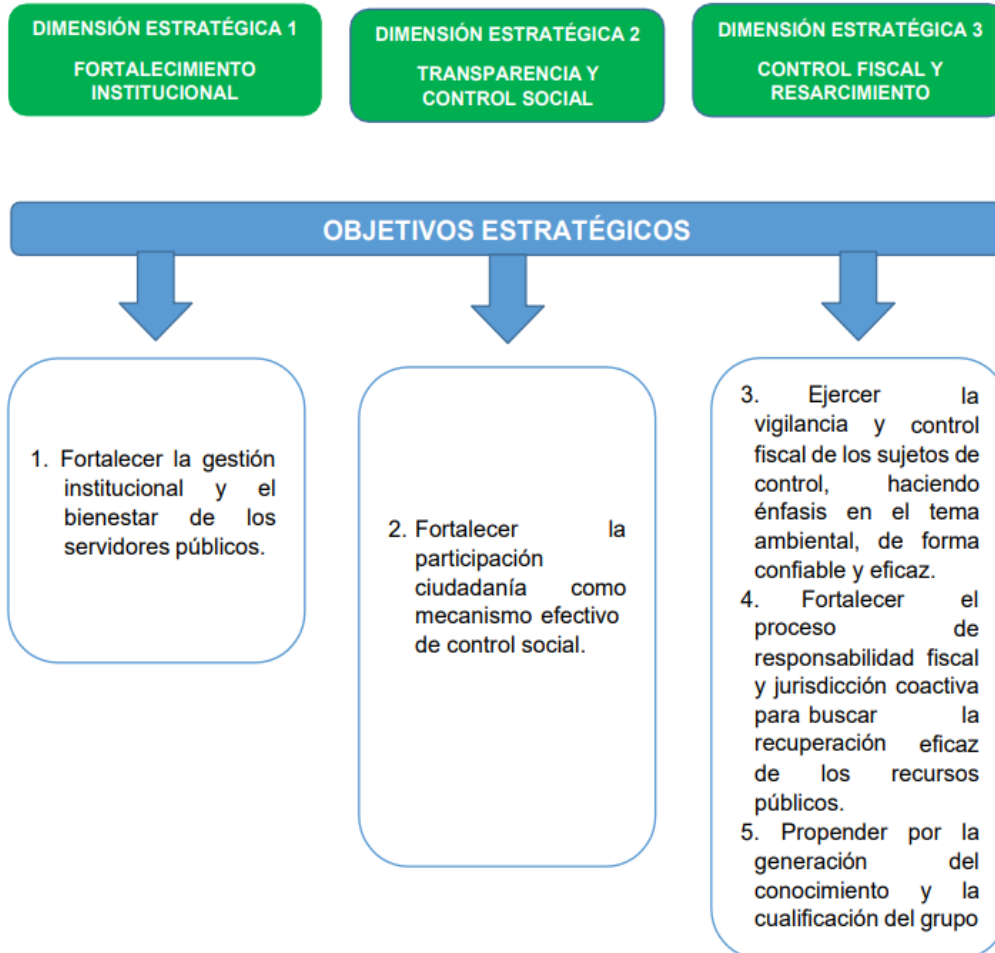 DIMENSIÓN ESTRATÉGICA 1
FORTALECIMIENTO
INSTITUCIONAL
DIMENSIÓN ESTRATÉGICA 2
TRANSPARENCIA Y
CONTROL SOCIAL
DIMENSIÓN ESTRATÉGICA 3
CONTROL FISCAL Y
RESARCIMIENTO
OBJETIVOS ESTRATÉGICOS
1. Fortalecer la gestión
institucional y el
bienestar de los
servidores públicos.
2. Fortalecer la
participación
ciudadanía como
mecanismo efectivo
de control social.
3. Ejercer la
vigilancia y control
fiscal de los sujetos de
control, haciendo
énfasis en el tema
ambiental, de forma
confiable y eficaz.
4. Fortalecer el
proceso de
responsabilidad fiscal
y jurisdicción coactiva
para buscar la
recuperación eficaz
de los recursos
públicos.
5. Propender por la
generación del
conocimiento y la
cualificación del grupo